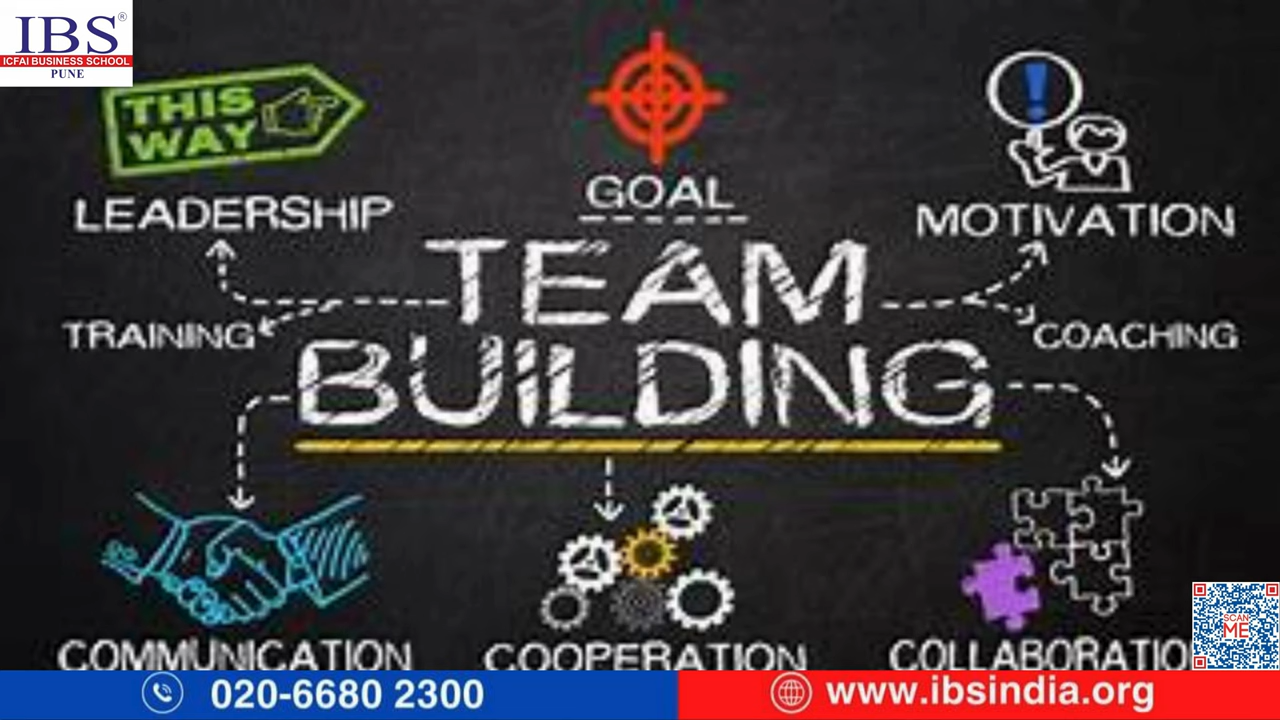 IBS®
ICFAI BUSINESS SCHOOL
PUNE
THIS
WAY
LEADERSHIP
GOAL
MOTIVATION
TEAM
TRAINING
COACHING
BUILDING
COMMUNICATION
COOPERATION
COLLABORATIO
SCAN
ME
020-6680 2300
www.ibsindia.org